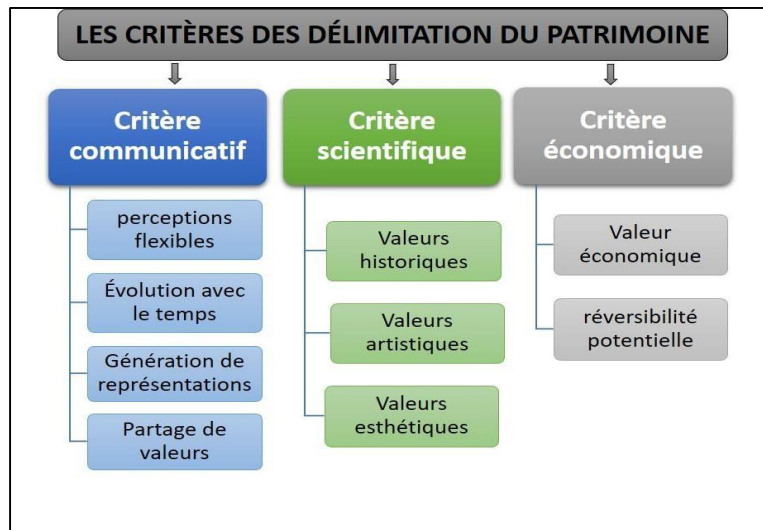 LES CRITÈRES DES DÉLIMITATION DU PATRIMOINE
Critère
communicatif
perceptions
flexibles
Évolution avec
le temps
Génération de
représentations
Partage de
valeurs
Critère
scientifique
Valeurs
historiques
Valeurs
artistiques
Valeurs
esthétiques
Critère
économique
Valeur
économique
réversibilité
potentielle